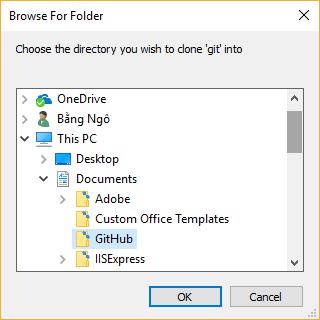 Browse For Folder
Choose the directory you wish to clone 'git' into
OneDrive
Bằng Ngô
This PC
Desktop
Documents
Adobe
Custom Office Templates
GitHub
IISExpress
OK Cancel